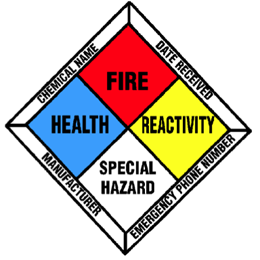 CHEMICAL NAME
DATE RECEIVED
FIRE
HEALTH
REACTIVITY
SPECIAL
HAZARD
MANUFACTURER
EMERGENCY PHONE NUMBER